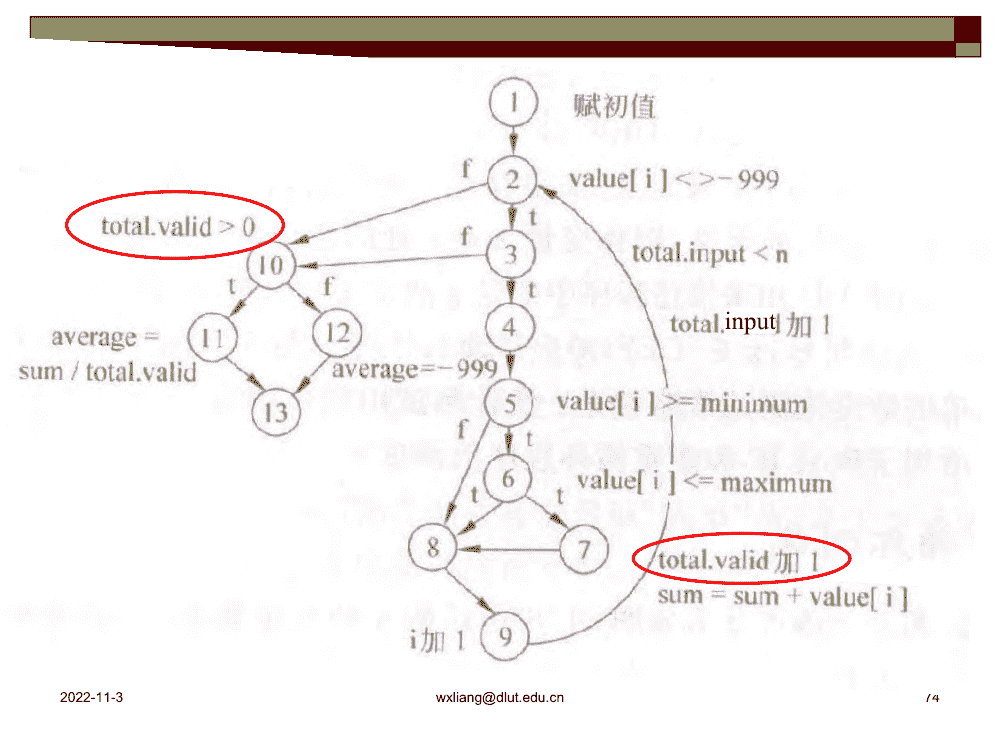 1 赋初值
f 2 value[ i ] < >−999
total.valid > 0
t
f 3 total.input < n
10
t f t
11 12 4 total.input 加 1
average =
sum / total.valid
average=−999
13 5 value[ i ] >= minimum
f t
6 value[ i ] <= maximum
t t
8 7
total.valid 加 1
sum = sum + value[ i ]
i加 1 9
2022-11-3 wxliang@dlut.edu.cn 74